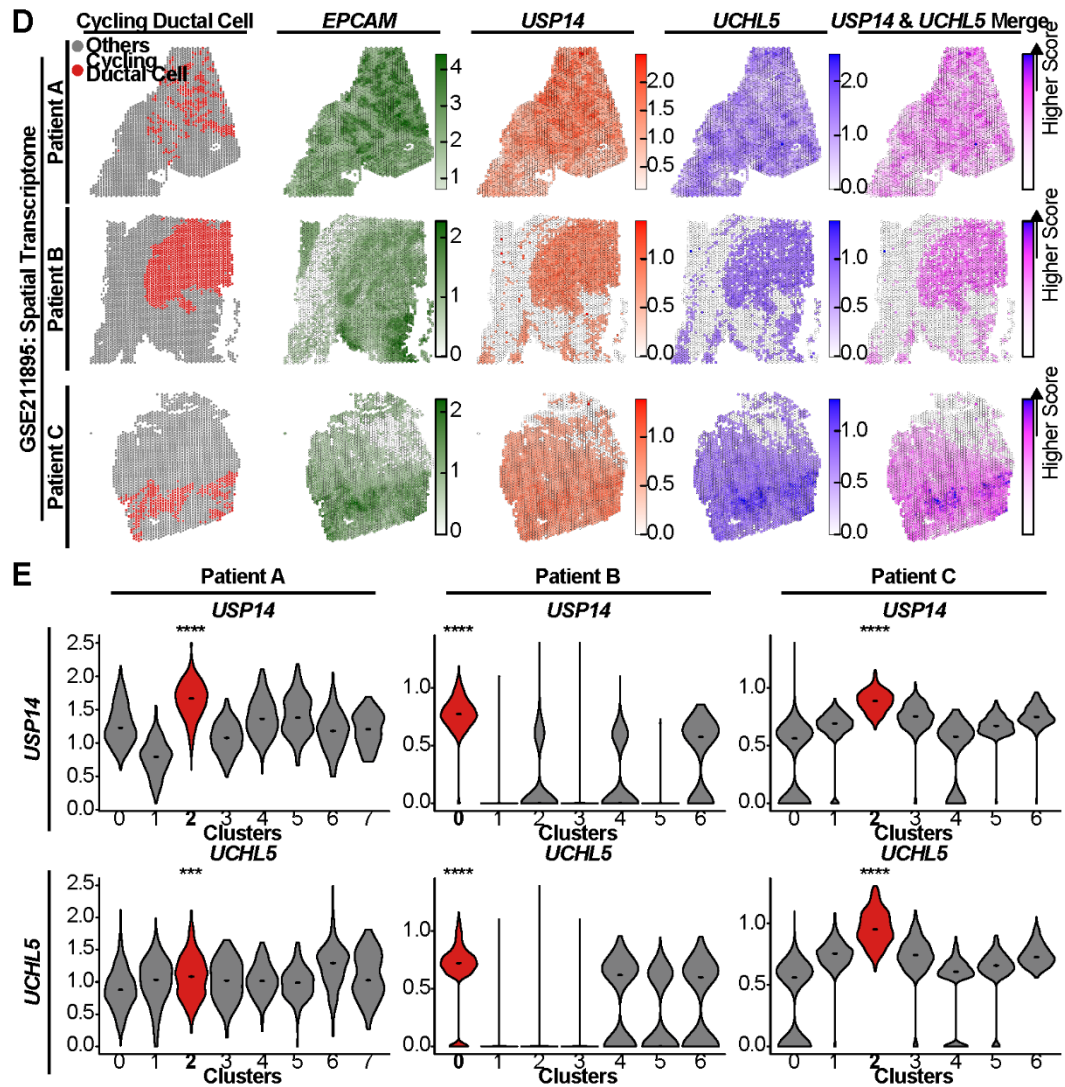 D
Cycling Ductal Cell
EPCAM
USP14
UCHL5
USP14 & UCHL5 Merge
Others
Cycling
Ductal Cell
GSE211895: Spatial Transcriptome
Patient A
4
3
2
1
2.0
1.5
1.0
0.5
2.0
1.0
0.0
Higher Score
Patient B
2
1
0
1.0
0.5
0.0
1.0
0.5
0.0
Higher Score
Patient C
2
1
0
1.0
0.5
0.0
1.0
0.5
0.0
Higher Score
E
Patient A
Patient B
Patient C
USP14
USP14
USP14
USP14
****
****
****
2.5
2.0
1.5
1.0
0.5
0.0
1.0
0.5
0.0
1.0
0.5
0.0
0 1 2 3 4 5 6 7
0 1 2 3 4 5 6
0 1 2 3 4 5 6
Clusters
Clusters
Clusters
UCHL5
UCHL5
UCHL5
UCHL5
***
****
****
2.5
2.0
1.5
1.0
0.5
0.0
1.0
0.5
0.0
1.0
0.5
0.0
0 1 2 3 4 5 6 7
0 1 2 3 4 5 6
0 1 2 3 4 5 6
Clusters
Clusters
Clusters